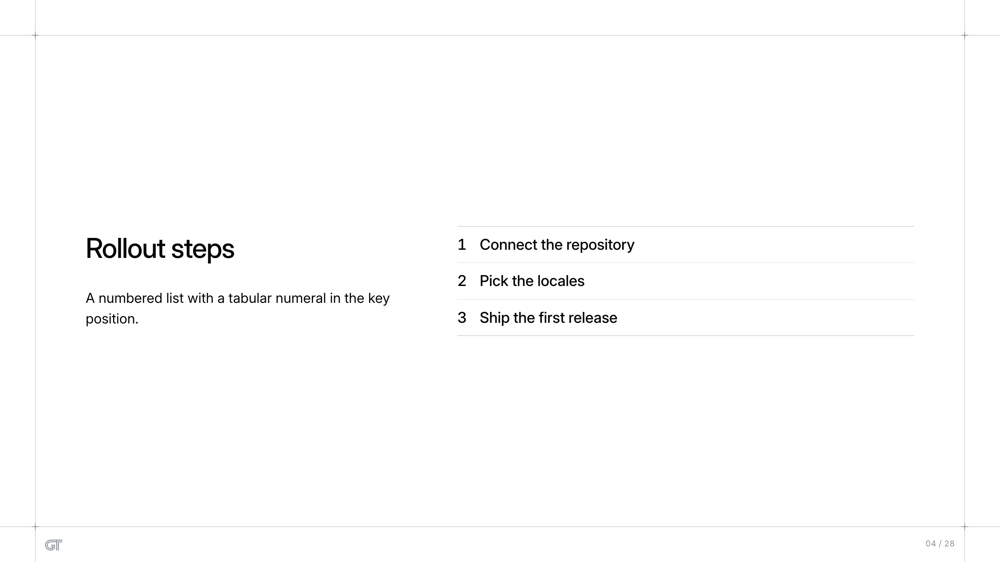 Rollout steps
A numbered list with a tabular numeral in the key
position.
1 Connect the repository
2 Pick the locales
3 Ship the first release
GT
04 / 28